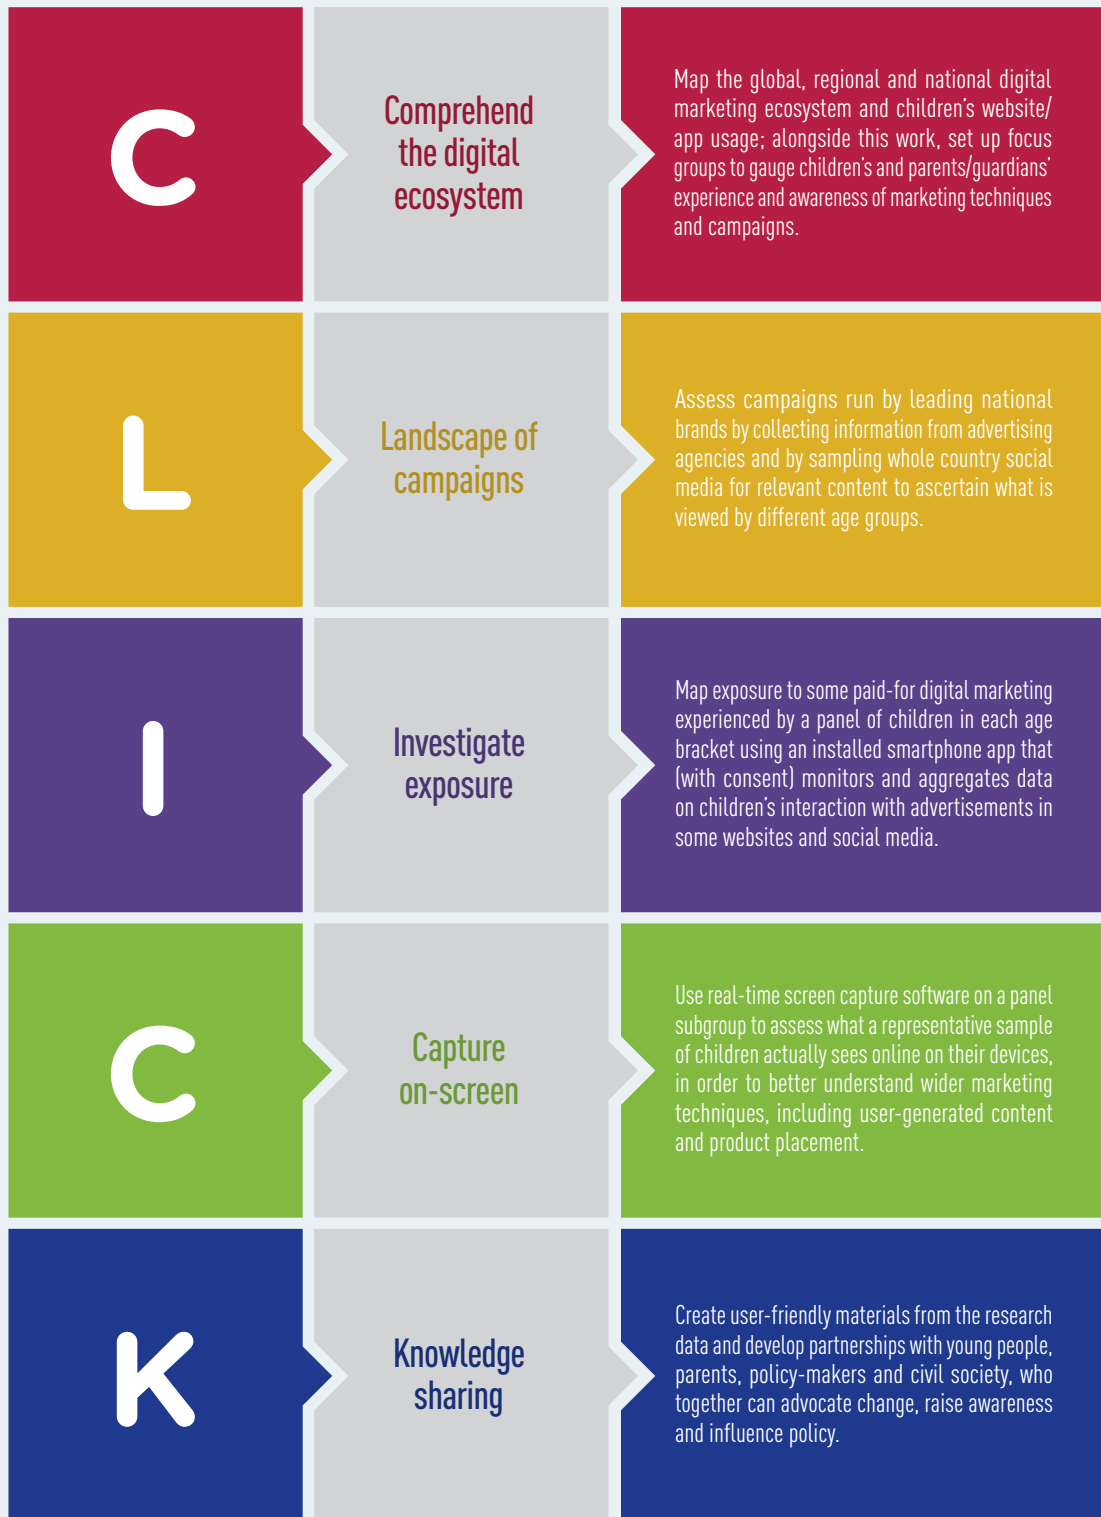 C
Comprehend
the digital
ecosystem
Map the global, regional and national digital
marketing ecosystem and children's website/
app usage; alongside this work, set up focus
groups to gauge children's and parents/guardians'
experience and awareness of marketing techniques
and campaigns.
L
Landscape of
campaigns
Assess campaigns run by leading national
brands by collecting information from advertising
agencies and by sampling whole country social
media for relevant content to ascertain what is
viewed by different age groups.
I
Investigate
exposure
Map exposure to some paid-for digital marketing
experienced by a panel of children in each age
bracket using an installed smartphone app that
(with consent) monitors and aggregates data
on children's interaction with advertisements in
some websites and social media.
C
Capture
on-screen
Use real-time screen capture software on a panel
subgroup to assess what a representative sample
of children actually sees online on their devices,
in order to better understand wider marketing
techniques, including user-generated content
and product placement.
K
Knowledge
sharing
Create user-friendly materials from the research
data and develop partnerships with young people,
parents, policy-makers and civil society, who
together can advocate change, raise awareness
and influence policy.